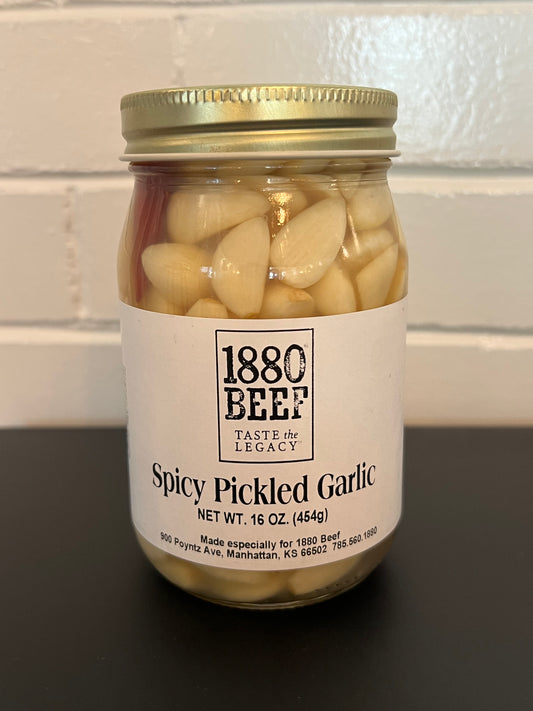 1880
BEEF
TASTE the
LEGACY™
Spicy Pickled Garlic
NET WT. 16 OZ. (454g)
Made especially for 1880 Beef
900 Poyntz Ave, Manhattan, KS 66502 785.560.1880